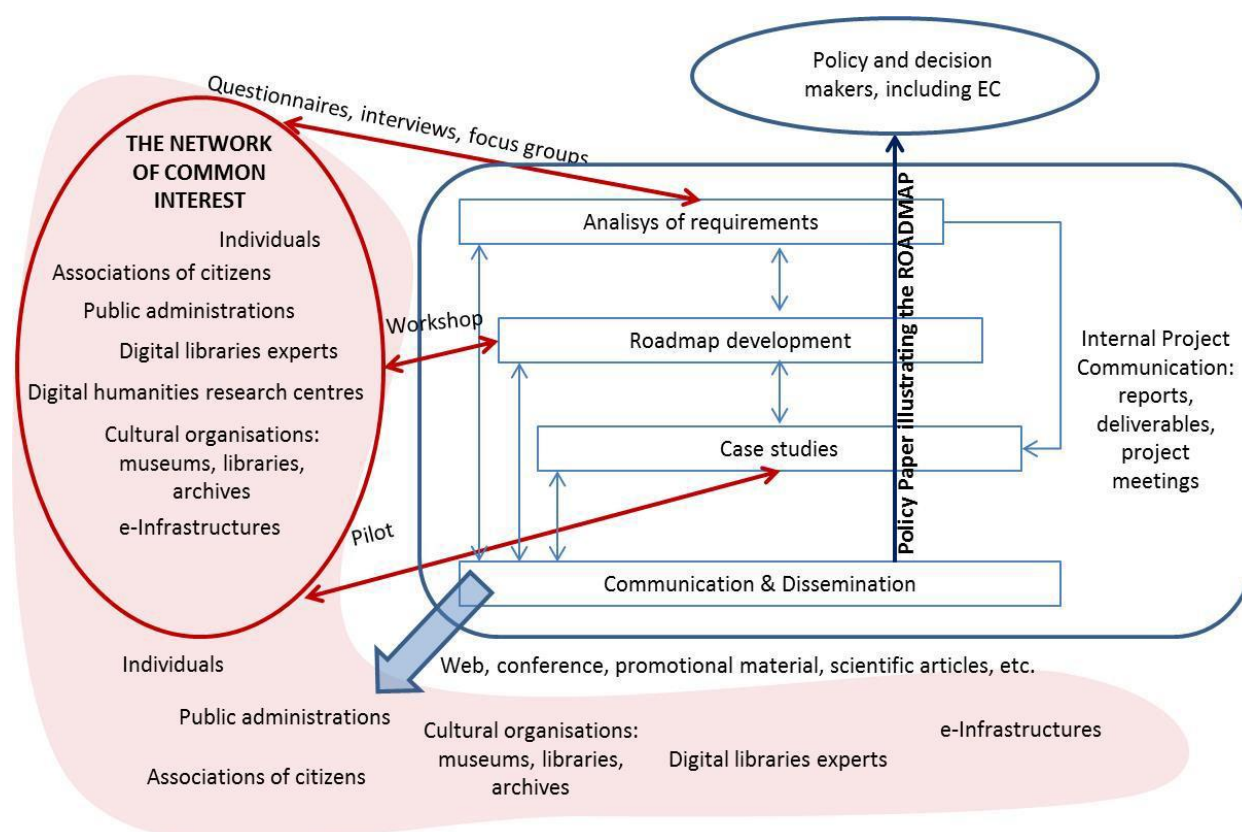 Policy and decision
makers, including EC
Questionnaires, interviews, focus groups
THE NETWORK
OF COMMON
INTEREST
Individuals
Associations of citizens
Public administrations
Digital libraries experts
Digital humanities research centres
Cultural organisations:
museums, libraries,
archives
e-Infrastructures
Workshop
Pilot
Analisys of requirements
Roadmap development
Case studies
Communication & Dissemination
Policy Paper illustrating the ROADMAP
Internal Project
Communication:
reports,
deliverables,
project
meetings
Web, conference, promotional material, scientific articles, etc.
Individuals
Public administrations
Associations of citizens
Cultural organisations:
museums, libraries,
archives
Digital libraries experts
e-Infrastructures